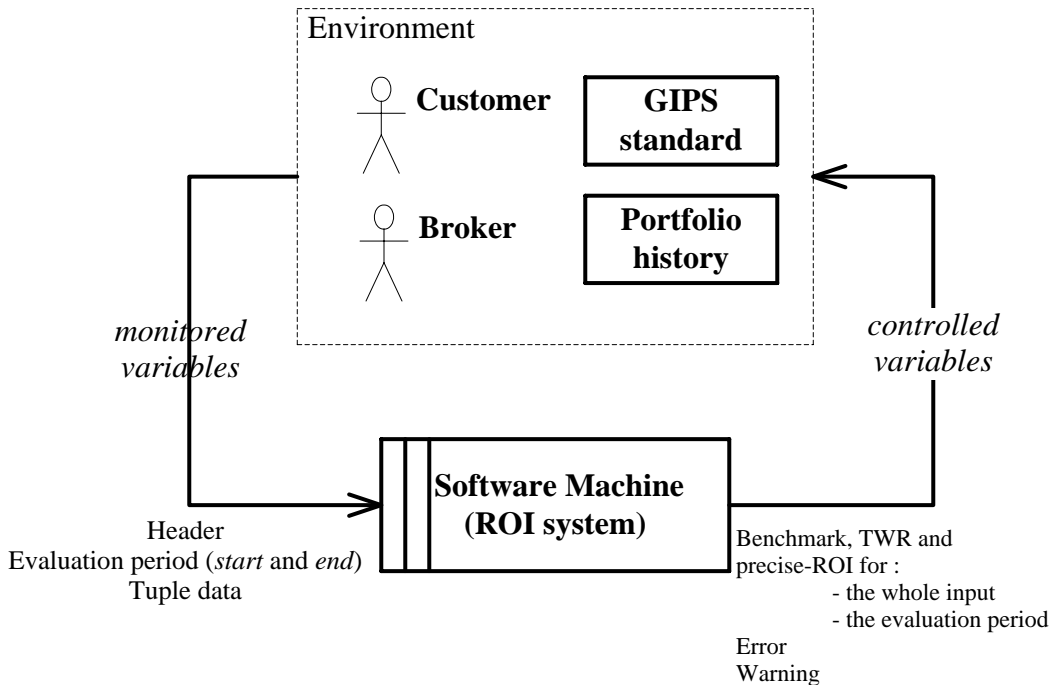 Environment
Customer
GIPS
standard
Broker
Portfolio
history
monitored
variables
controlled
variables
Software Machine
(ROI system)
Header
Evaluation period (start and end)
Tuple data
Benchmark, TWR and
precise-ROI for :
- the whole input
- the evaluation period
Error
Warning